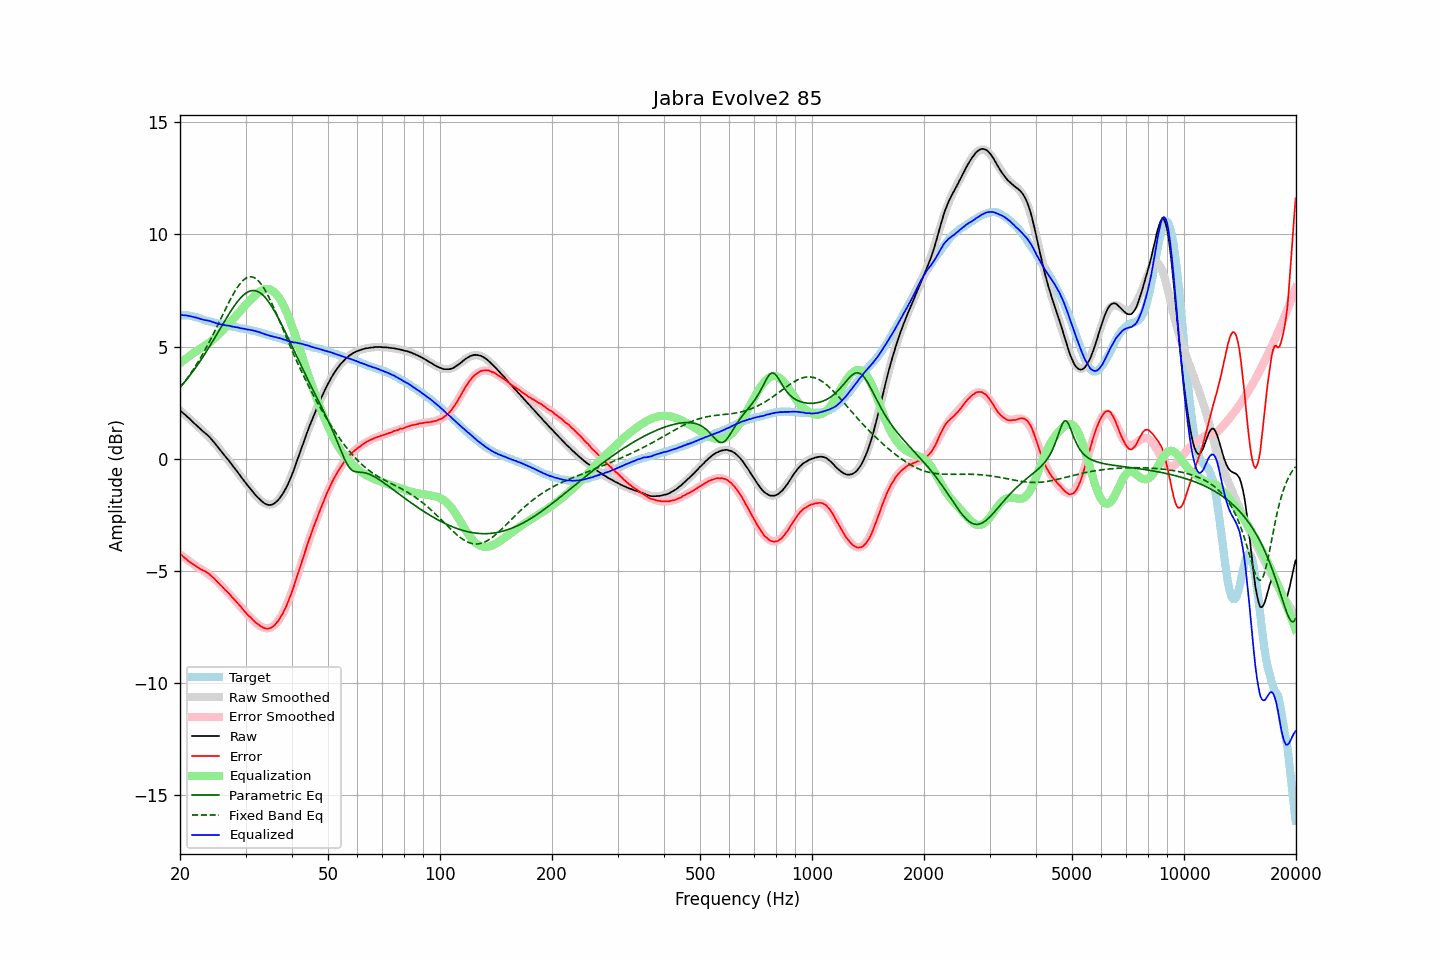 Jabra Evolve2 85
Amplitude (dBr)
15
10
5
0
−5
−10
−15
Target
Raw Smoothed
Error Smoothed
Raw
Error
Equalization
Parametric Eq
Fixed Band Eq
Equalized
20 50 100 200 500 1000 2000 5000 10000 20000
Frequency (Hz)